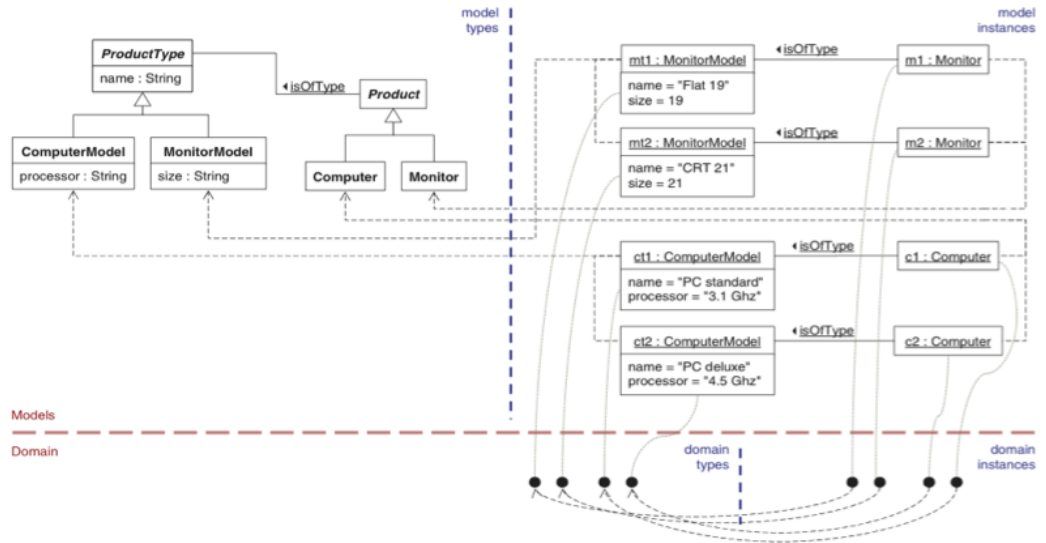 model
types
model
instances
ProductType
name : String
isOfType
Product
ComputerModel
processor : String
MonitorModel
size : String
Computer
Monitor
mt1 : MonitorModel
name = "Flat 19"
size = 19
isOfType
m1 : Monitor
mt2 : MonitorModel
name = "CRT 21"
size = 21
isOfType
m2 : Monitor
ct1 : ComputerModel
name = "PC standard"
processor = "3.1 Ghz"
isOfType
c1 : Computer
ct2 : ComputerModel
name = "PC deluxe"
processor = "4.5 Ghz"
isOfType
c2 : Computer
Models
Domain
domain
types
domain
instances